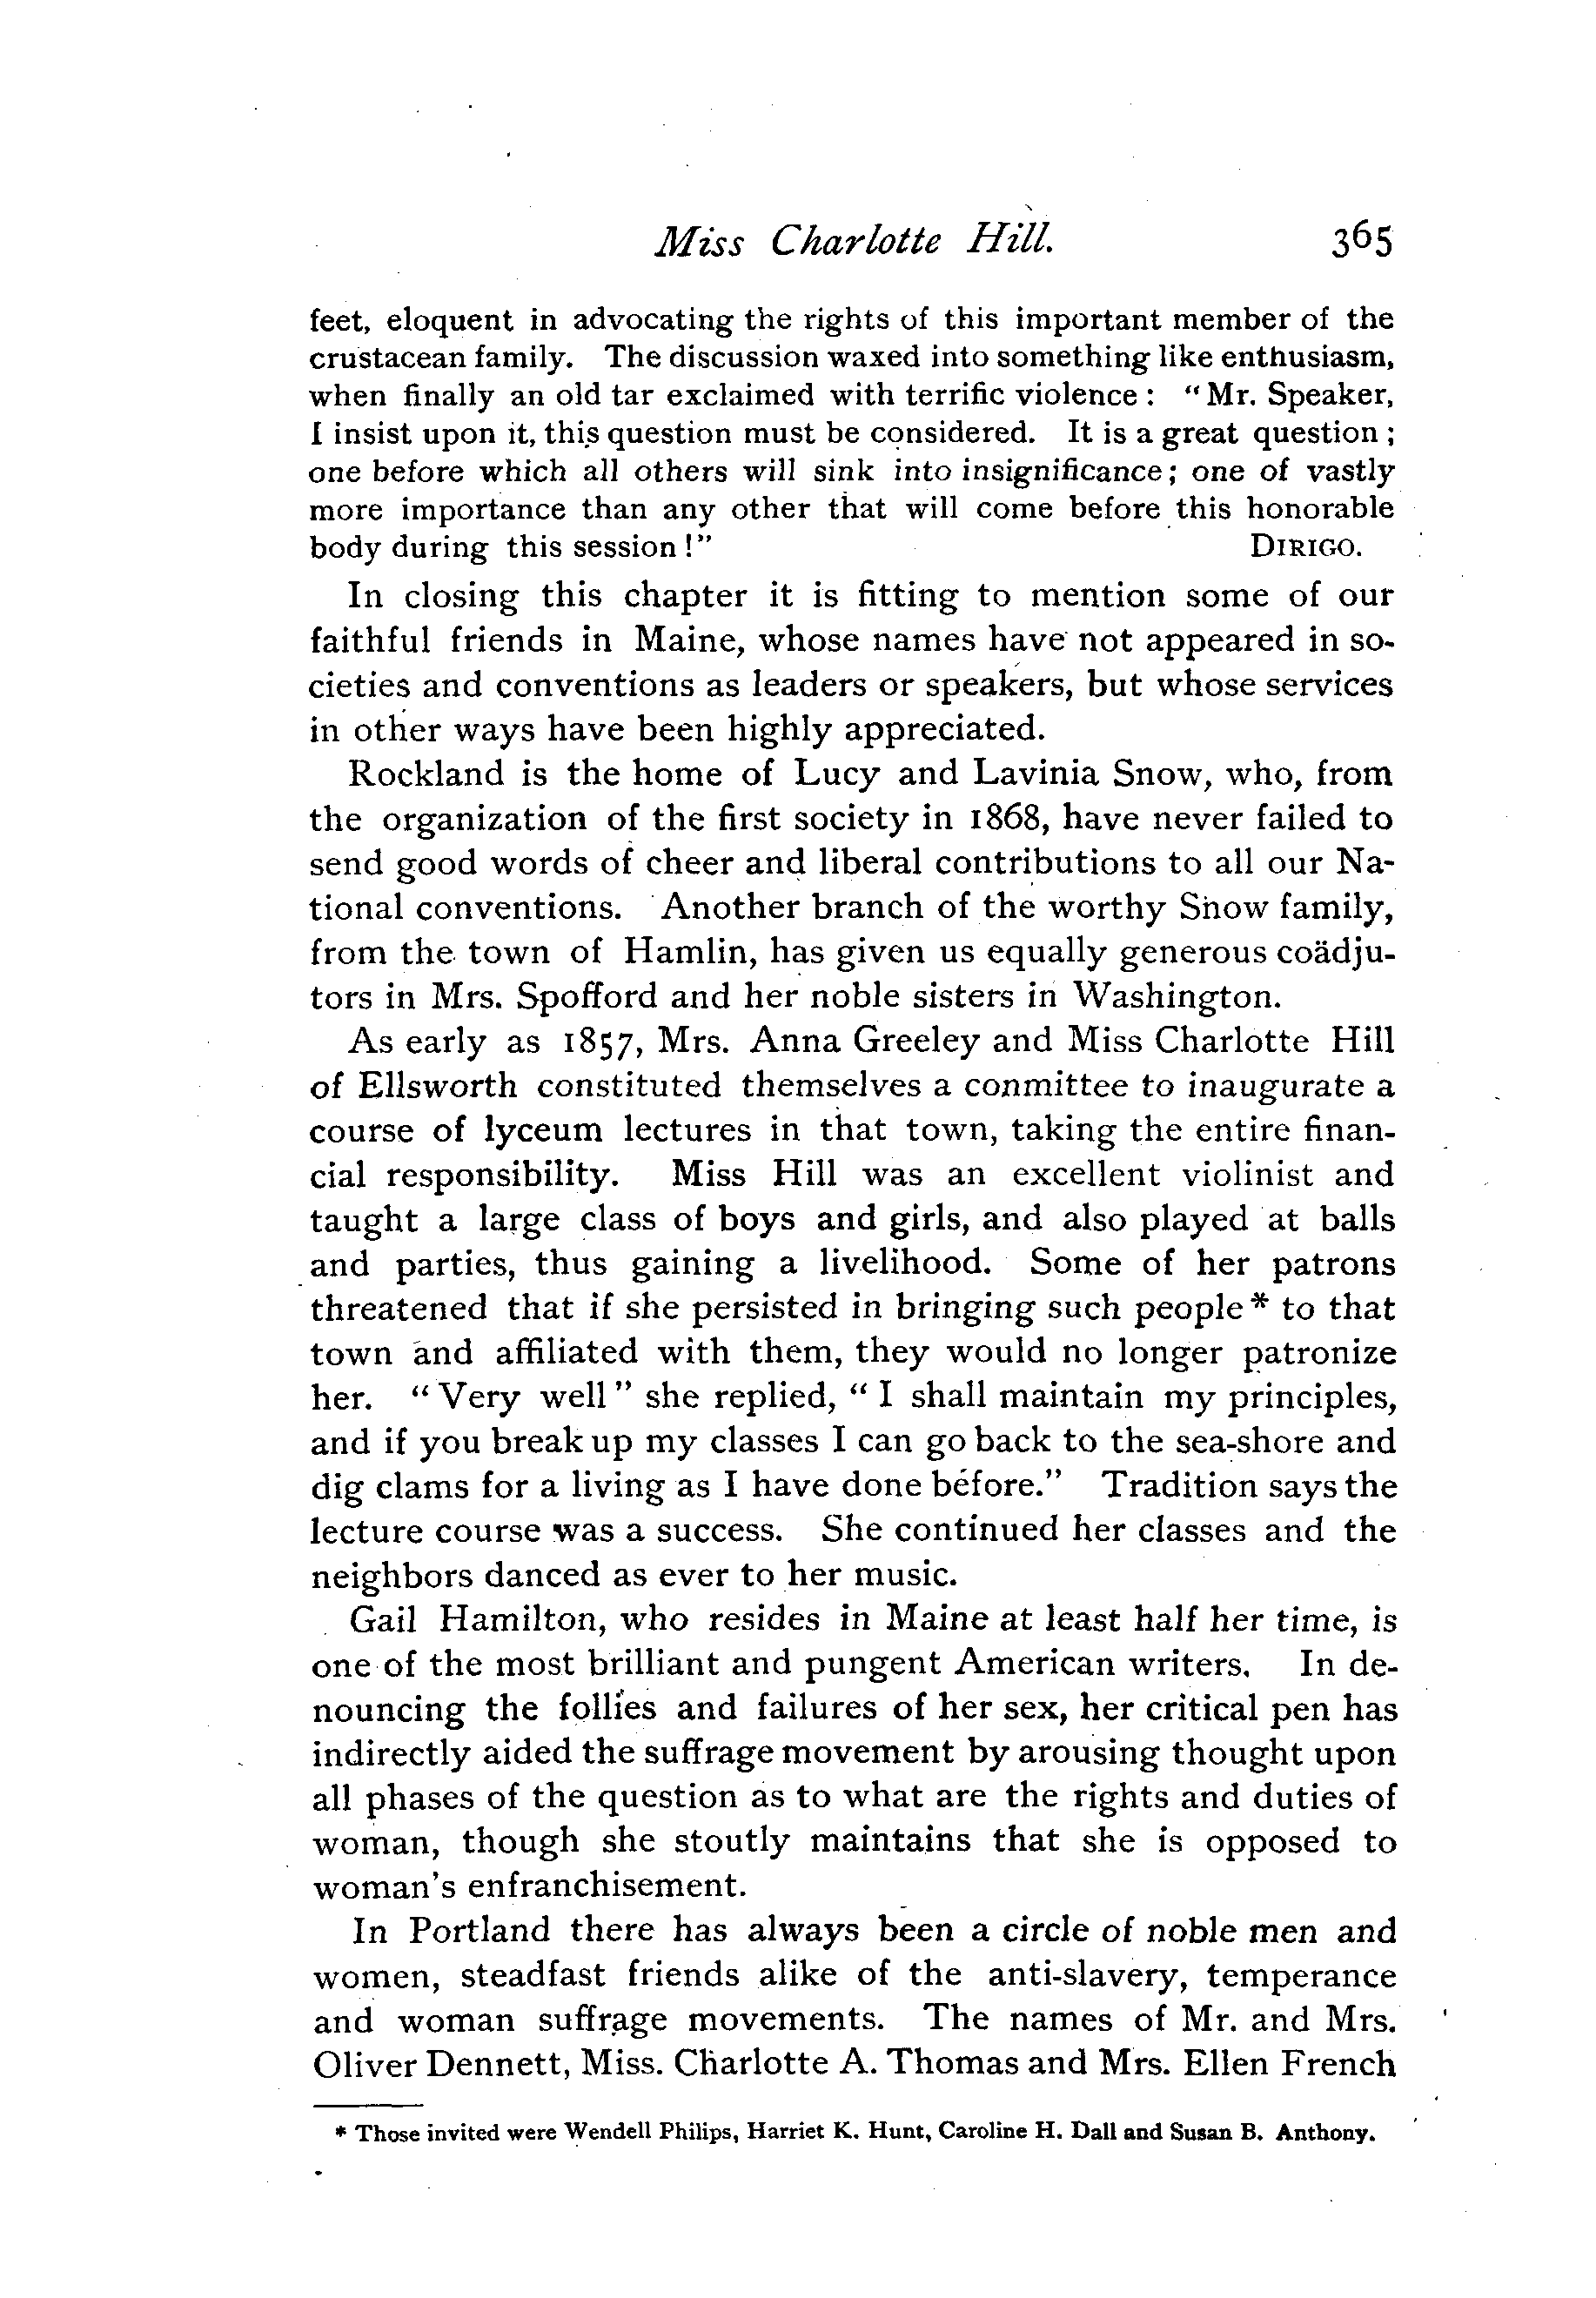 Miss Charlotte Hill. 365
feet, eloquent in advocating the rights of this important member of the
crustacean family. The discussion waxed into something like enthusiasm,
when finally an old tar exclaimed with terrific violence : "Mr. Speaker,
I insist upon it, this question must be considered. It is a great question ;
one before which all others will sink into insignificance; one of vastly
more importance than any other that will come before this honorable
body during this session !" DIRIGO.
In closing this chapter it is fitting to mention some of our
faithful friends in Maine, whose names have not appeared in so-
cieties and conventions as leaders or speakers, but whose services
in other ways have been highly appreciated.
Rockland is the home of Lucy and Lavinia Snow, who, from
the organization of the first society in 1868, have never failed to
send good words of cheer and liberal contributions to all our Na-
tional conventions. Another branch of the worthy Snow family,
from the town of Hamlin, has given us equally generous coädju-
tors in Mrs. Spofford and her noble sisters in Washington.
As early as 1857, Mrs. Anna Greeley and Miss Charlotte Hill
of Ellsworth constituted themselves a conmittee to inaugurate a
course of lyceum lectures in that town, taking the entire finan-
cial responsibility. Miss Hill was an excellent violinist and
taught a large class of boys and girls, and also played at balls
and parties, thus gaining a livelihood. Some of her patrons
threatened that if she persisted in bringing such people * to that
town and affiliated with them, they would no longer patronize
her. "Very well" she replied, "I shall maintain my principles,
and if you break up my classes I can go back to the sea-shore and
dig clams for a living as I have done before." Tradition says the
lecture course was a success. She continued her classes and the
neighbors danced as ever to her music.
Gail Hamilton, who resides in Maine at least half her time, is
one of the most brilliant and pungent American writers. In de-
nouncing the follies and failures of her sex, her critical pen has
indirectly aided the suffrage movement by arousing thought upon
all phases of the question as to what are the rights and duties of
woman, though she stoutly maintains that she is opposed to
woman's enfranchisement.
In Portland there has always been a circle of noble men and
women, steadfast friends alike of the anti-slavery, temperance
and woman suffrage movements. The names of Mr. and Mrs.
Oliver Dennett, Miss. Charlotte A. Thomas and Mrs. Ellen French
* Those invited were Wendell Philips, Harriet K. Hunt, Caroline H. Dall and Susan B. Anthony.